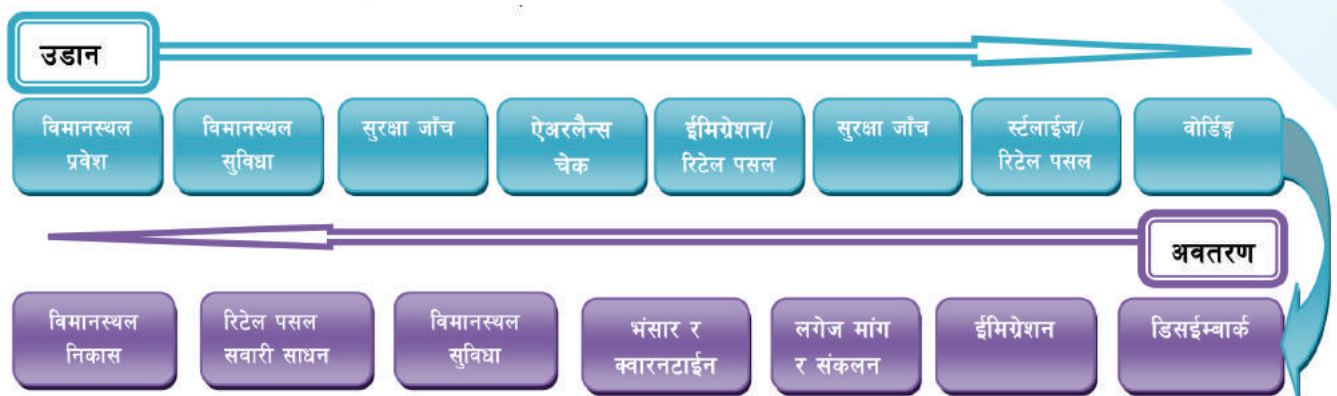 उडान
विमानस्थल
प्रवेश
विमानस्थल
सुविधा
सुरक्षा जाँच
ऐअरलैन्स
चेक
ईमिग्रेशन/
रिटेल पसल
सुरक्षा जाँच
र्स्टलाईज/
रिटेल पसल
वोर्डिङ्ग
अवतरण
विमानस्थल
निकास
रिटेल पसल
सवारी साधन
विमानस्थल
सुविधा
भंसार र
क्वारनटाईन
लगेज मांग
र संकलन
ईमिग्रेशन
डिसईम्बार्क